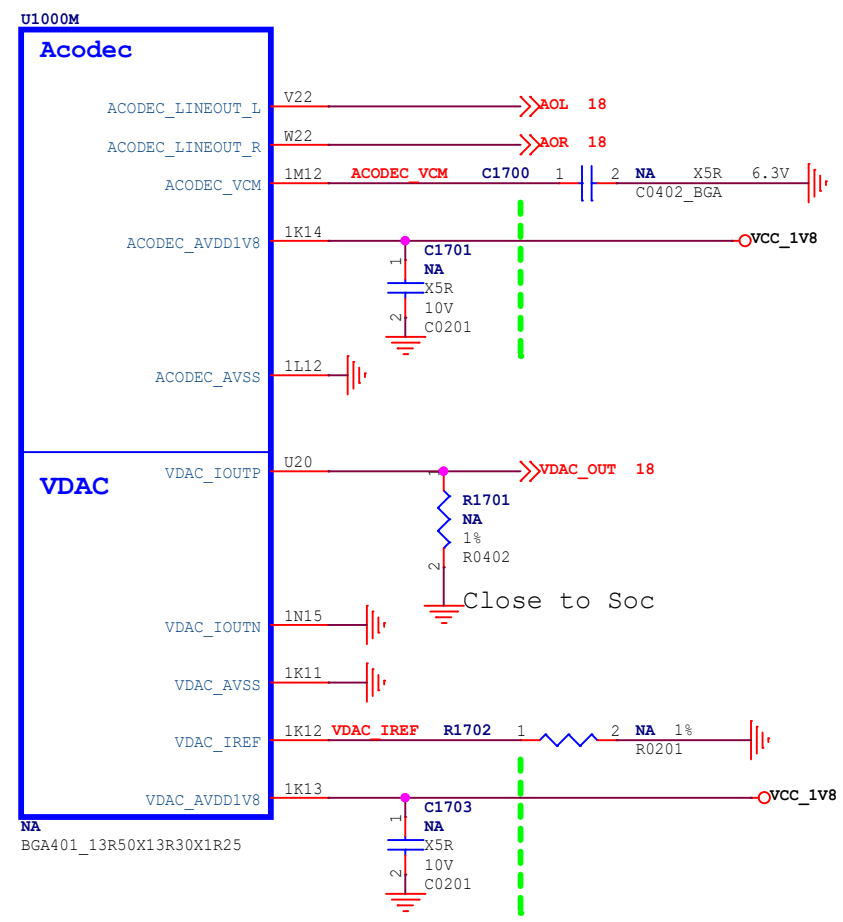 U1000M
Acodec
ACODEC_LINEOUT_L V22 AOL 18
ACODEC_LINEOUT_R W22 AOR 18
ACODEC_VCM 1M12 ACODEC_VCM C1700 1 2 NA X5R 6.3V
C0402_BGA
ACODEC_AVDD1V8 1K14 VCC_1V8
1 C1701
NA
X5R
10V
2 C0201
ACODEC_AVSS 1L12
VDAC
VDAC_IOUTP U20 VDAC_OUT 18
1 R1701
NA
1%
2 R0402
Close to Soc
VDAC_IOUTN 1N15
VDAC_AVSS 1K11
VDAC_IREF 1K12 VDAC_IREF R1702 1 2 NA 1%
R0201
VDAC_AVDD1V8 1K13 VCC_1V8
1 C1703
NA
X5R
10V
2 C0201
NA
BGA401_13R50X13R30X1R25